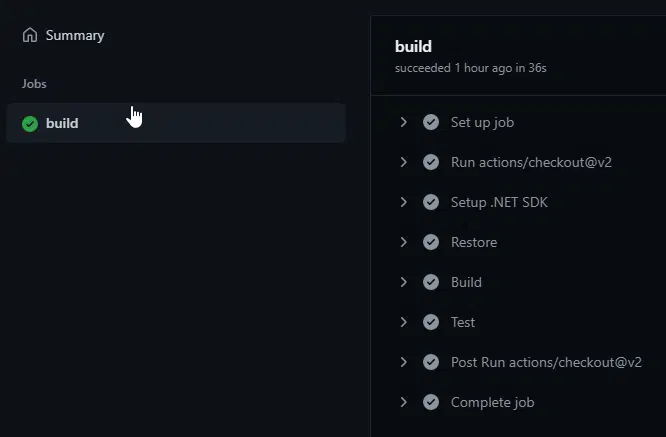 Summary
Jobs
build
build
succeeded 1 hour ago in 36s
Set up job
Run actions/checkout@v2
Setup .NET SDK
Restore
Build
Test
Post Run actions/checkout@v2
Complete job